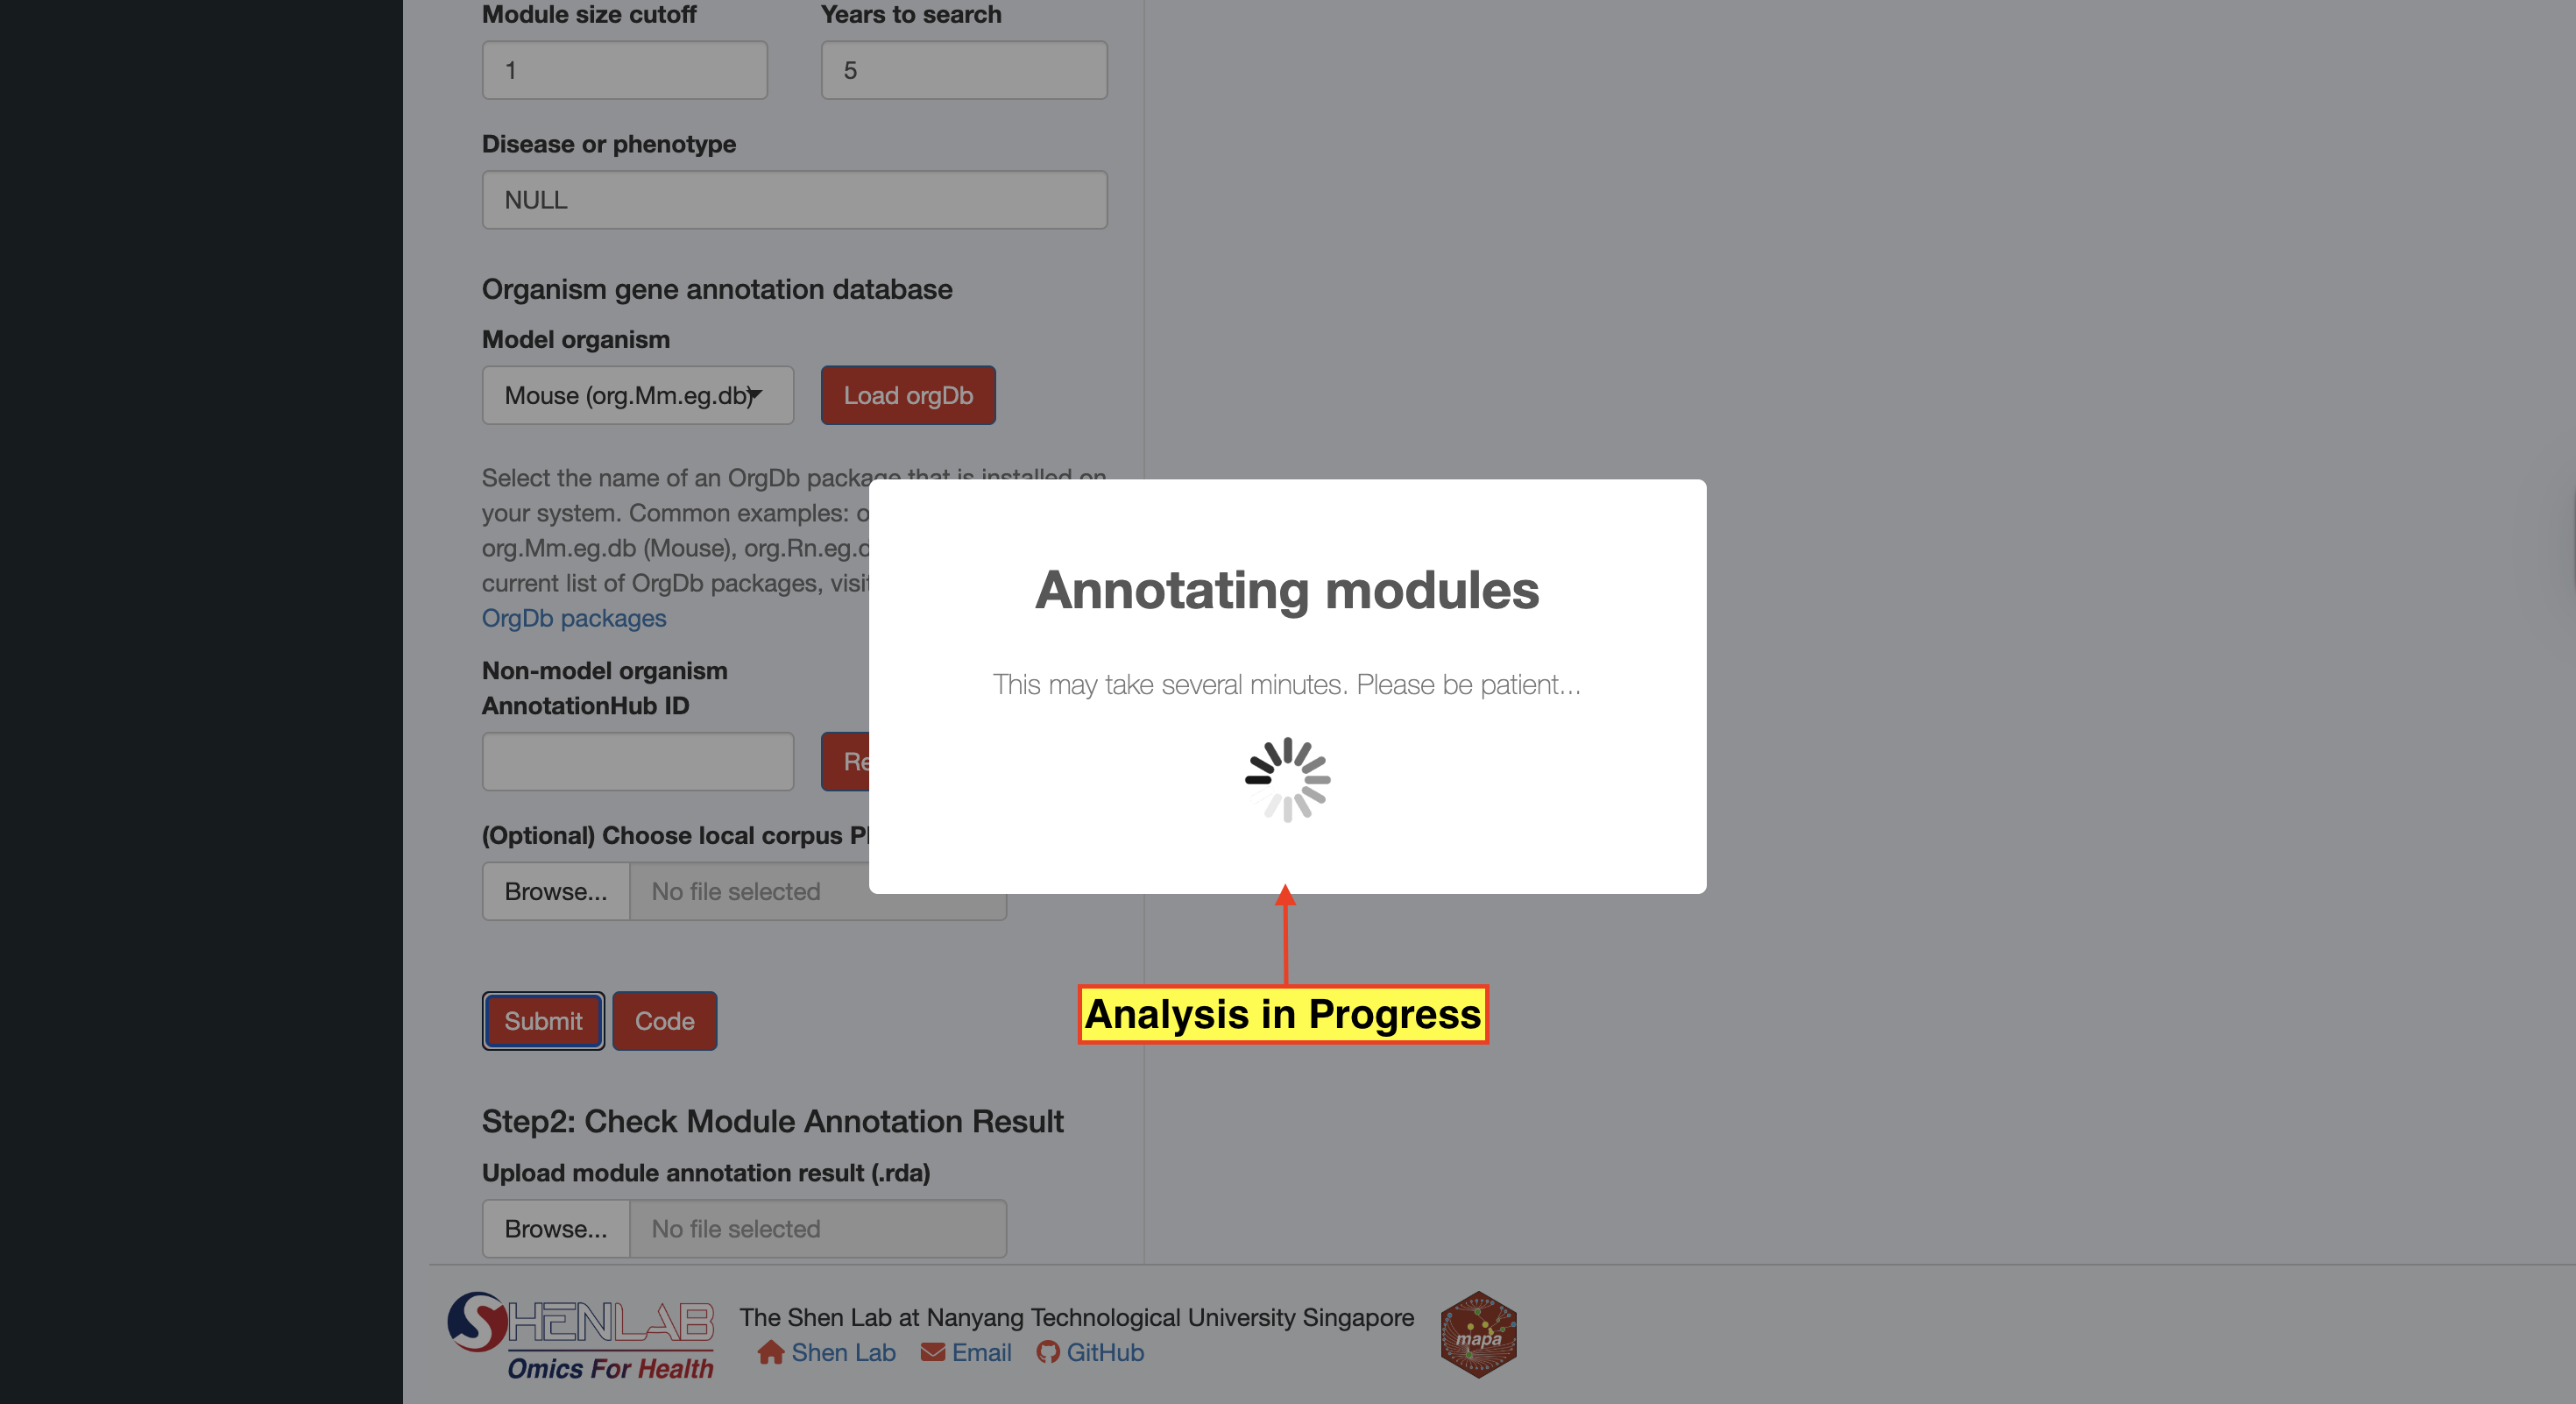 Module size cutoff
Years to search
1
5
Disease or phenotype
NULL
Organism gene annotation database
Model organism
Mouse (org.Mm.eg.db)
Load orgDb
Select the name of an OrgDb package that is installed on
your system. Common examples: o
org.Mm.eg.db (Mouse), org.Rn.eg.
current list of OrgDb packages, visit
OrgDb packages
Non-model organism
AnnotationHub ID
Re
(Optional) Choose local corpus
Browse...
No file selected
Annotating modules
This may take several minutes. Please be patient...
Analysis in Progress
Submit
Code
Step2: Check Module Annotation Result
Upload module annotation result (.rda)
Browse...
No file selected
SHENLAB
Omics For Health
The Shen Lab at Nanyang Technological University Singapore
Shen Lab
Email
GitHub
mapa